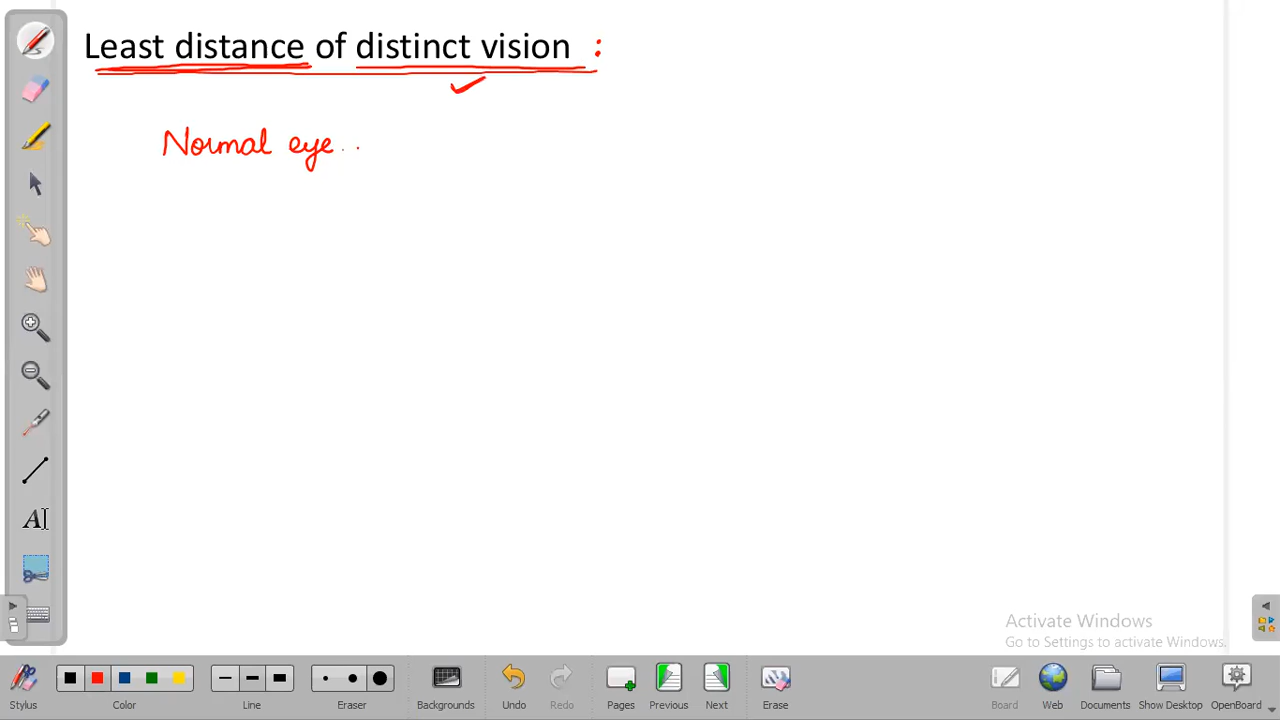 Least distance of distinct vision :
Normal eye . .
A
Activate Windows
Go to Settings to activate Windows.
Stylus
Color
Line
Eraser
Backgrounds
Undo
Redo
Pages
Previous
Next
Erase
Board
Web
Documents
Show Desktop
OpenBoard